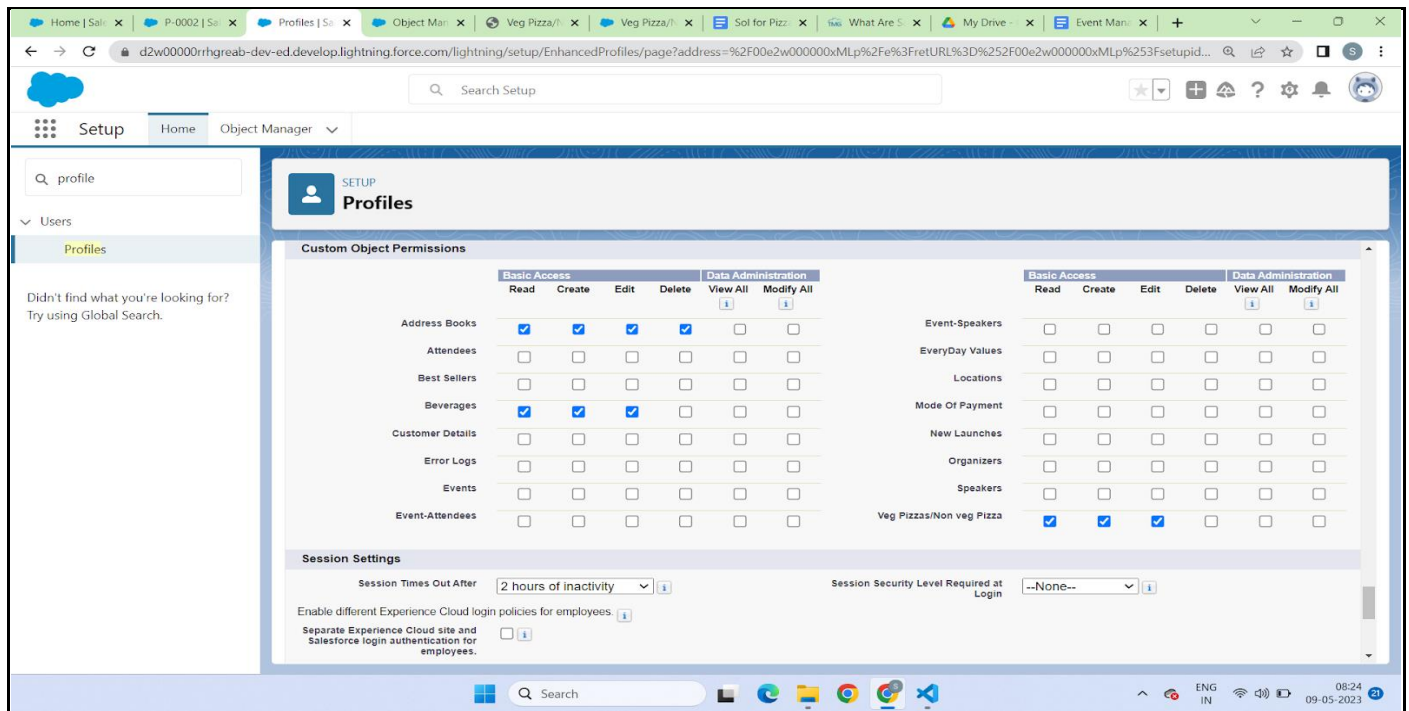 Home | Sale
P-0002 | Sal
Profiles | Sa
Object Man
Veg Pizza/N
Veg Pizza/N
Sol for Pizz
What Are S
My Drive -
Event Mana
d2w00000rrhgreab-dev-ed.develop.lightning.force.com/lightning/setup/EnhancedProfiles/page?address=%2F00e2w000000xMLp%2Fe%3FretURL%3D%252F00e2w000000xMLp%253Fsetupid...
S
Search Setup
Setup
Home
Object Manager
profile
Users
Profiles
Didn't find what you're looking for?
Try using Global Search.
SETUP
Profiles
Custom Object Permissions
Basic Access Data Administration Basic Access Data Administration
Read Create Edit Delete View All Modify All Read Create Edit Delete View All Modify All
Address Books Event-Speakers
Attendees EveryDay Values
Best Sellers Locations
Beverages Mode Of Payment
Customer Details New Launches
Error Logs Organizers
Events Speakers
Event-Attendees Veg Pizzas/Non veg Pizza
Session Settings
Session Times Out After 2 hours of inactivity Session Security Level Required at
Login --None--
Enable different Experience Cloud login policies for employees.
Separate Experience Cloud site and
Salesforce login authentication for
employees.
Search
ENG
IN
08:24
09-05-2023
21